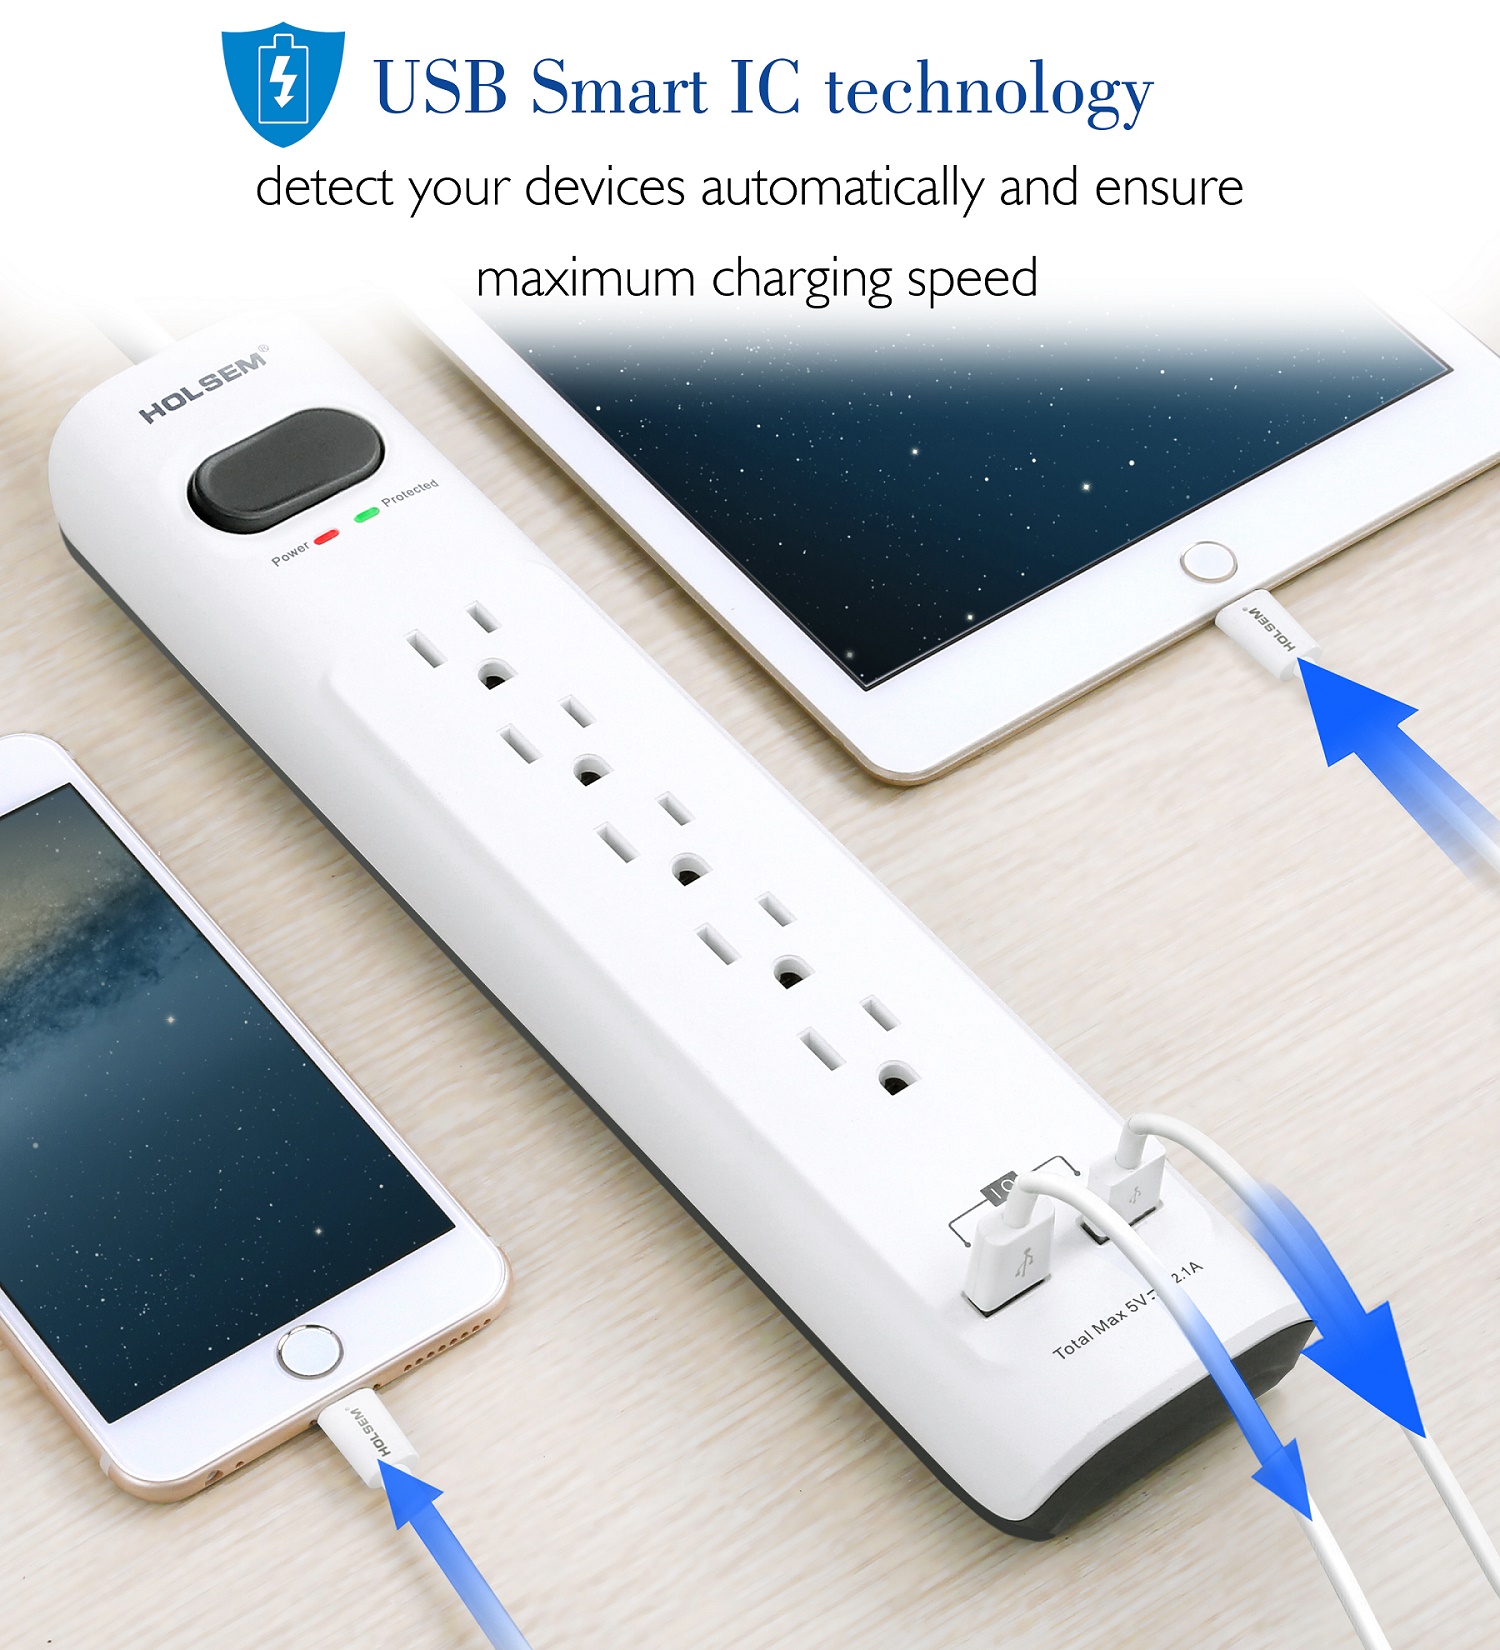 USB Smart IC technology
detect your devices automatically and ensure
maximum charging speed
HOLSEM®
Power
Protected
HOLSEM®
HOLSEM®
Total Max 5V⎓ 2.1A